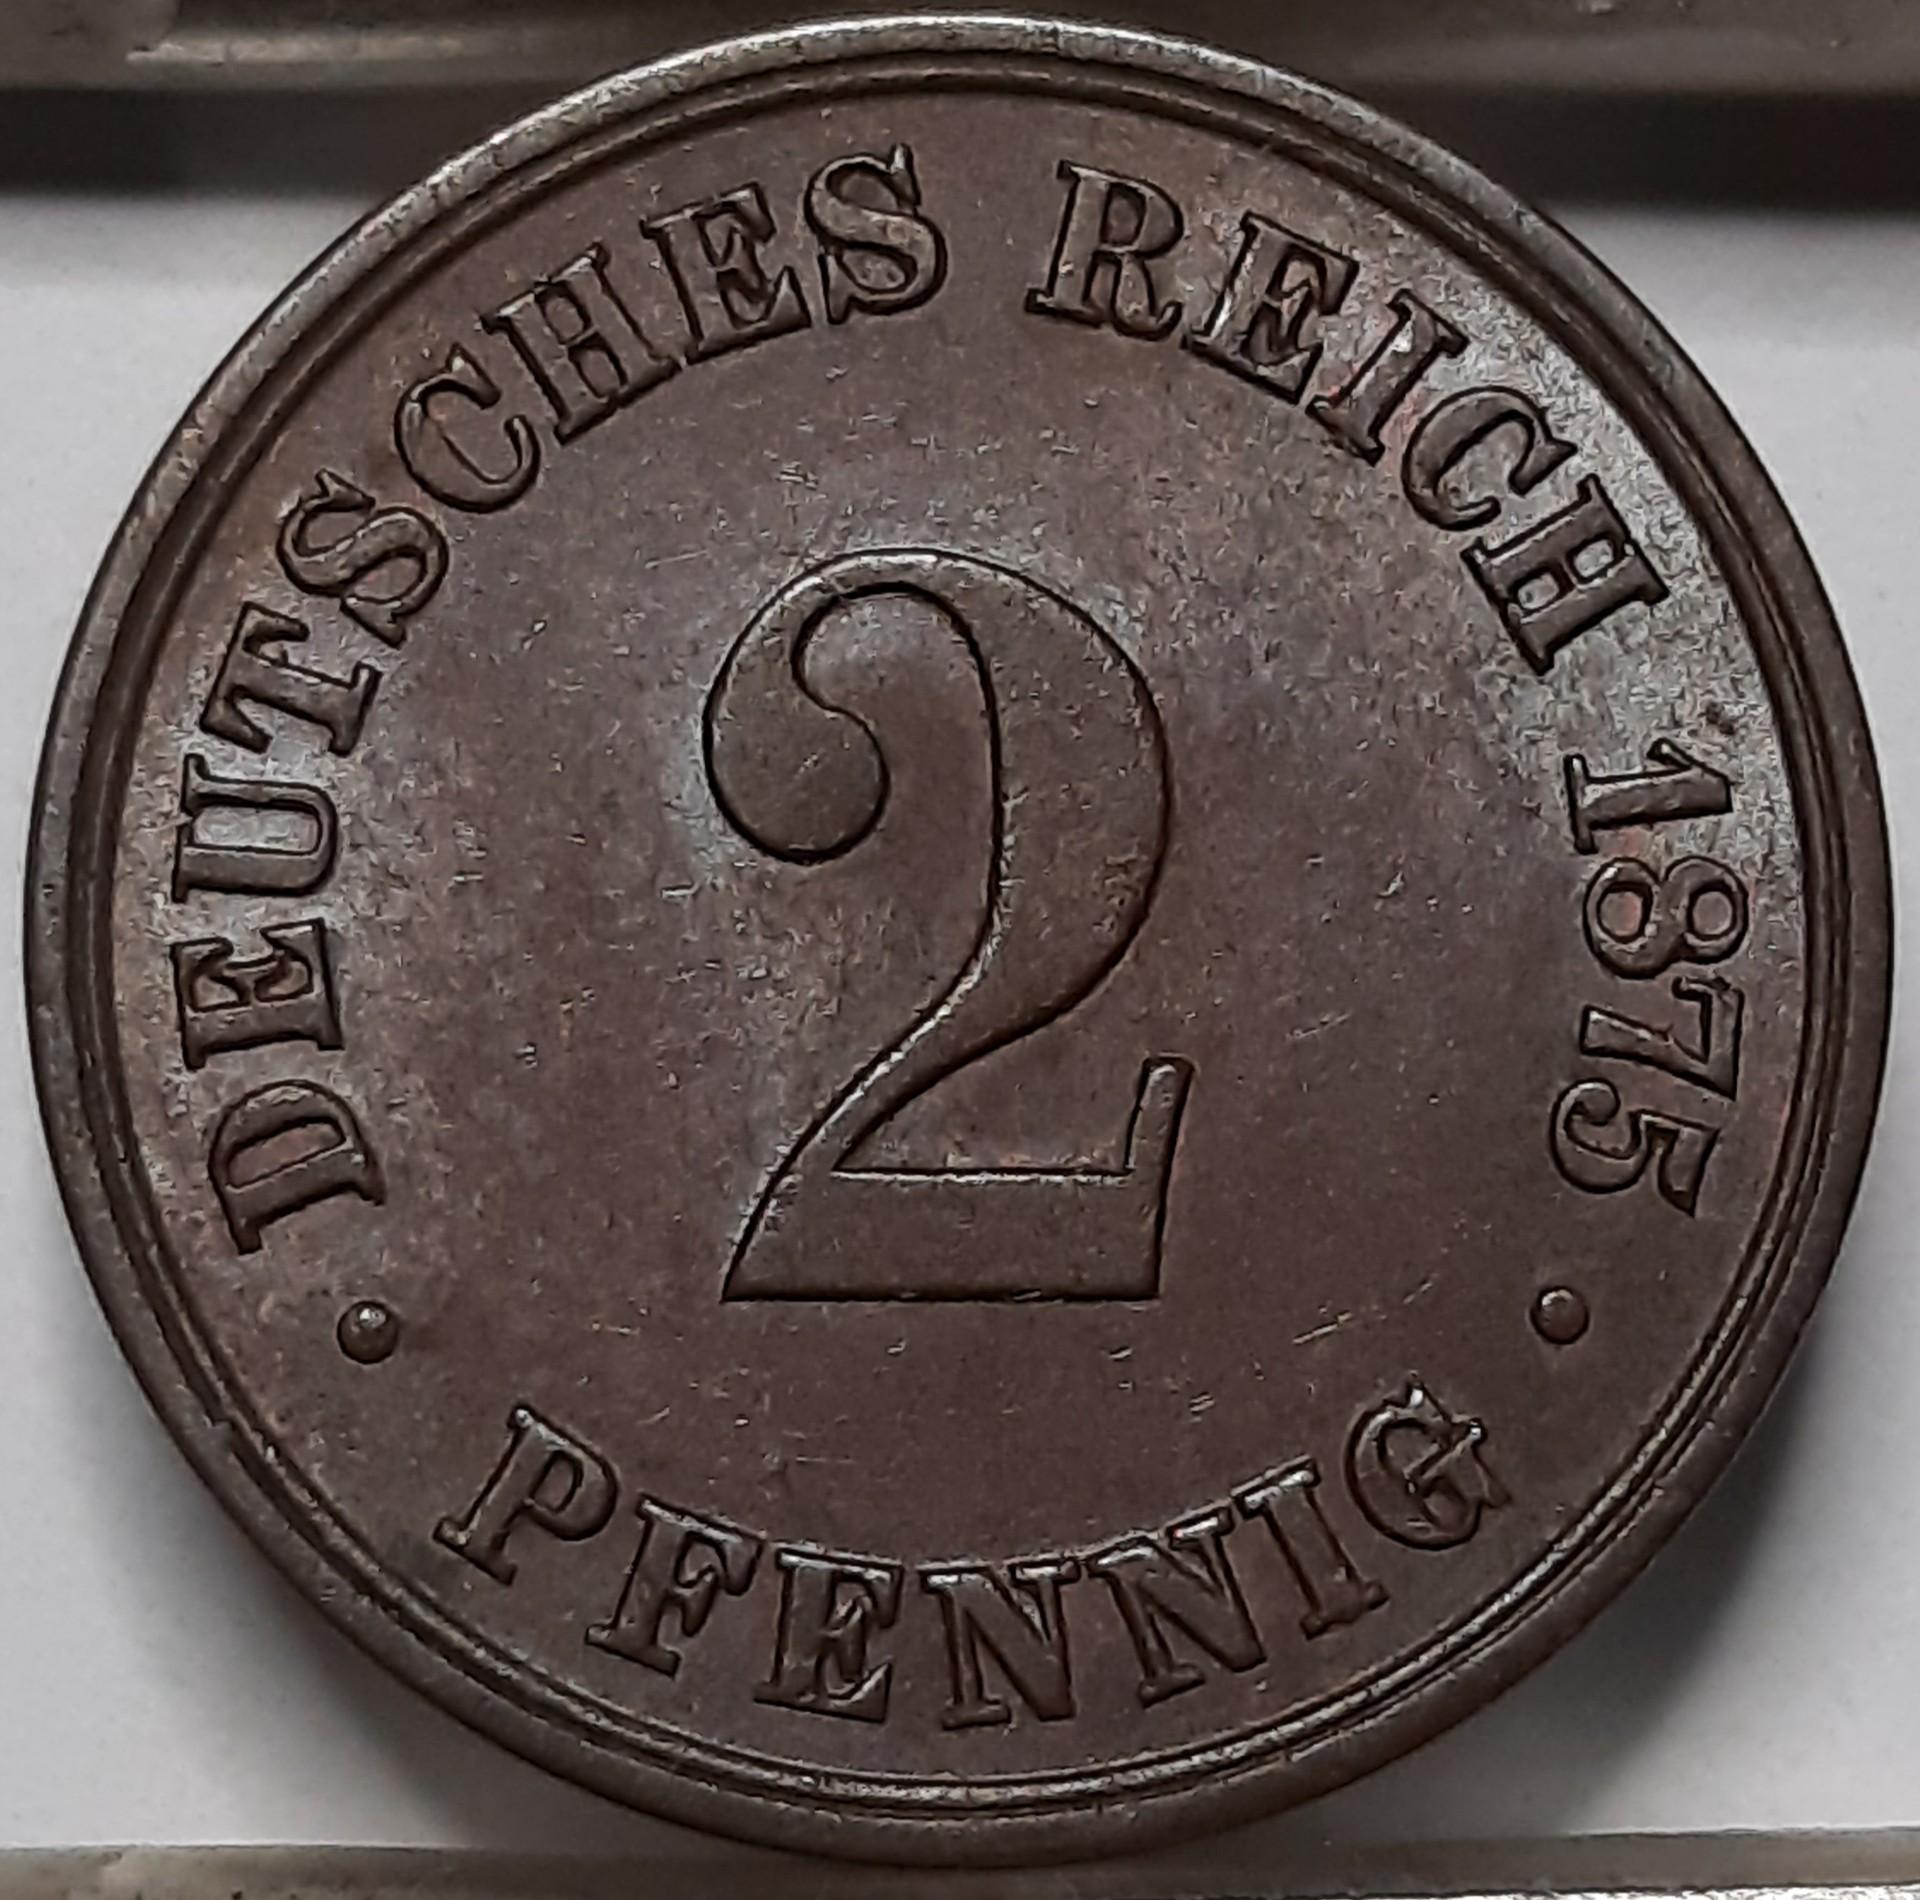 DEUTSCHES REICH 1875
2
· PFENNIG ·